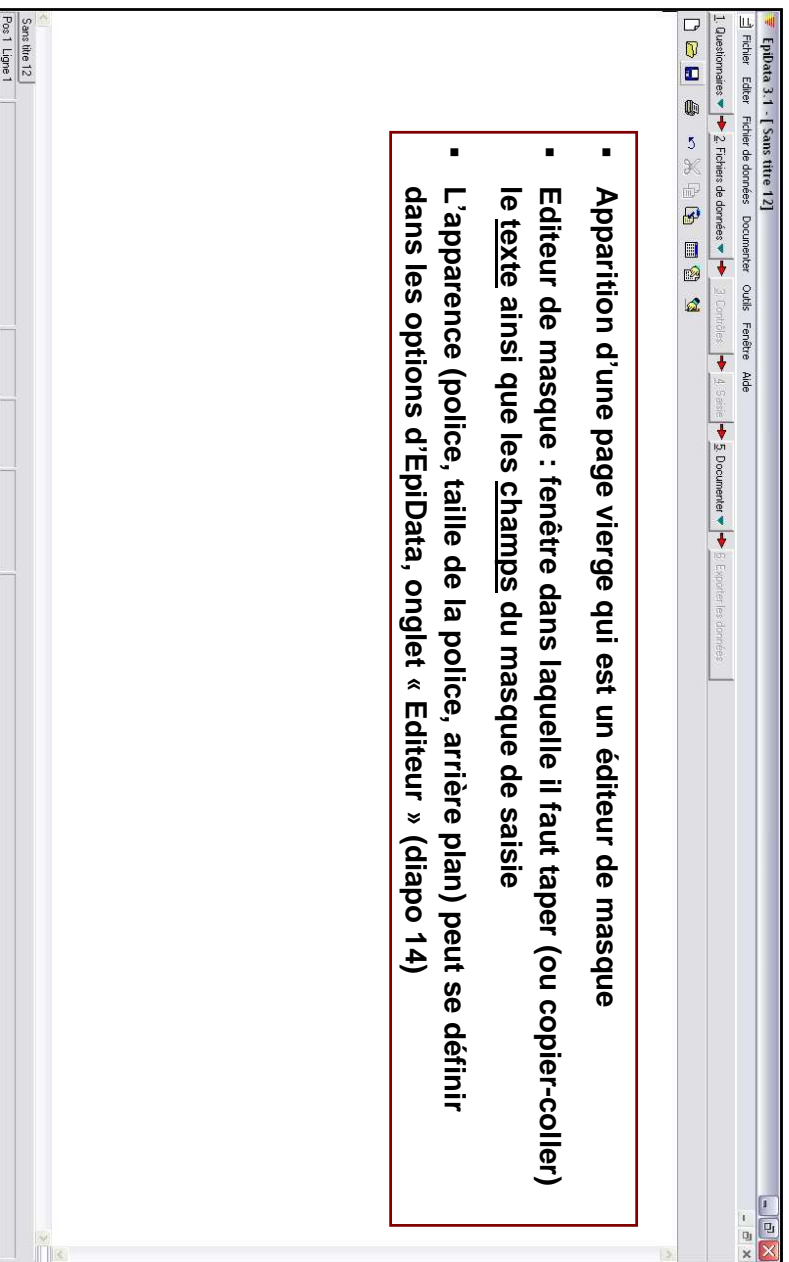 EpiData 3.1 - [ Sans titre 12]
Fichier Editer Fichier de données Documenter Outils Fenêtre Aide
1. Questionnaires 2. Fichiers de données 3. Contrôles 4. Saisie 5. Documenter 6. Exporter les données
▪ Apparition d’une page vierge qui est un éditeur de masque
▪ Editeur de masque : fenêtre dans laquelle il faut taper (ou copier-coller)
le texte ainsi que les champs du masque de saisie
▪ L’apparence (police, taille de la police, arrière plan) peut se définir
dans les options d’EpiData, onglet « Editeur » (diapo 14)
Sans titre 12
Pos 1 Ligne 1